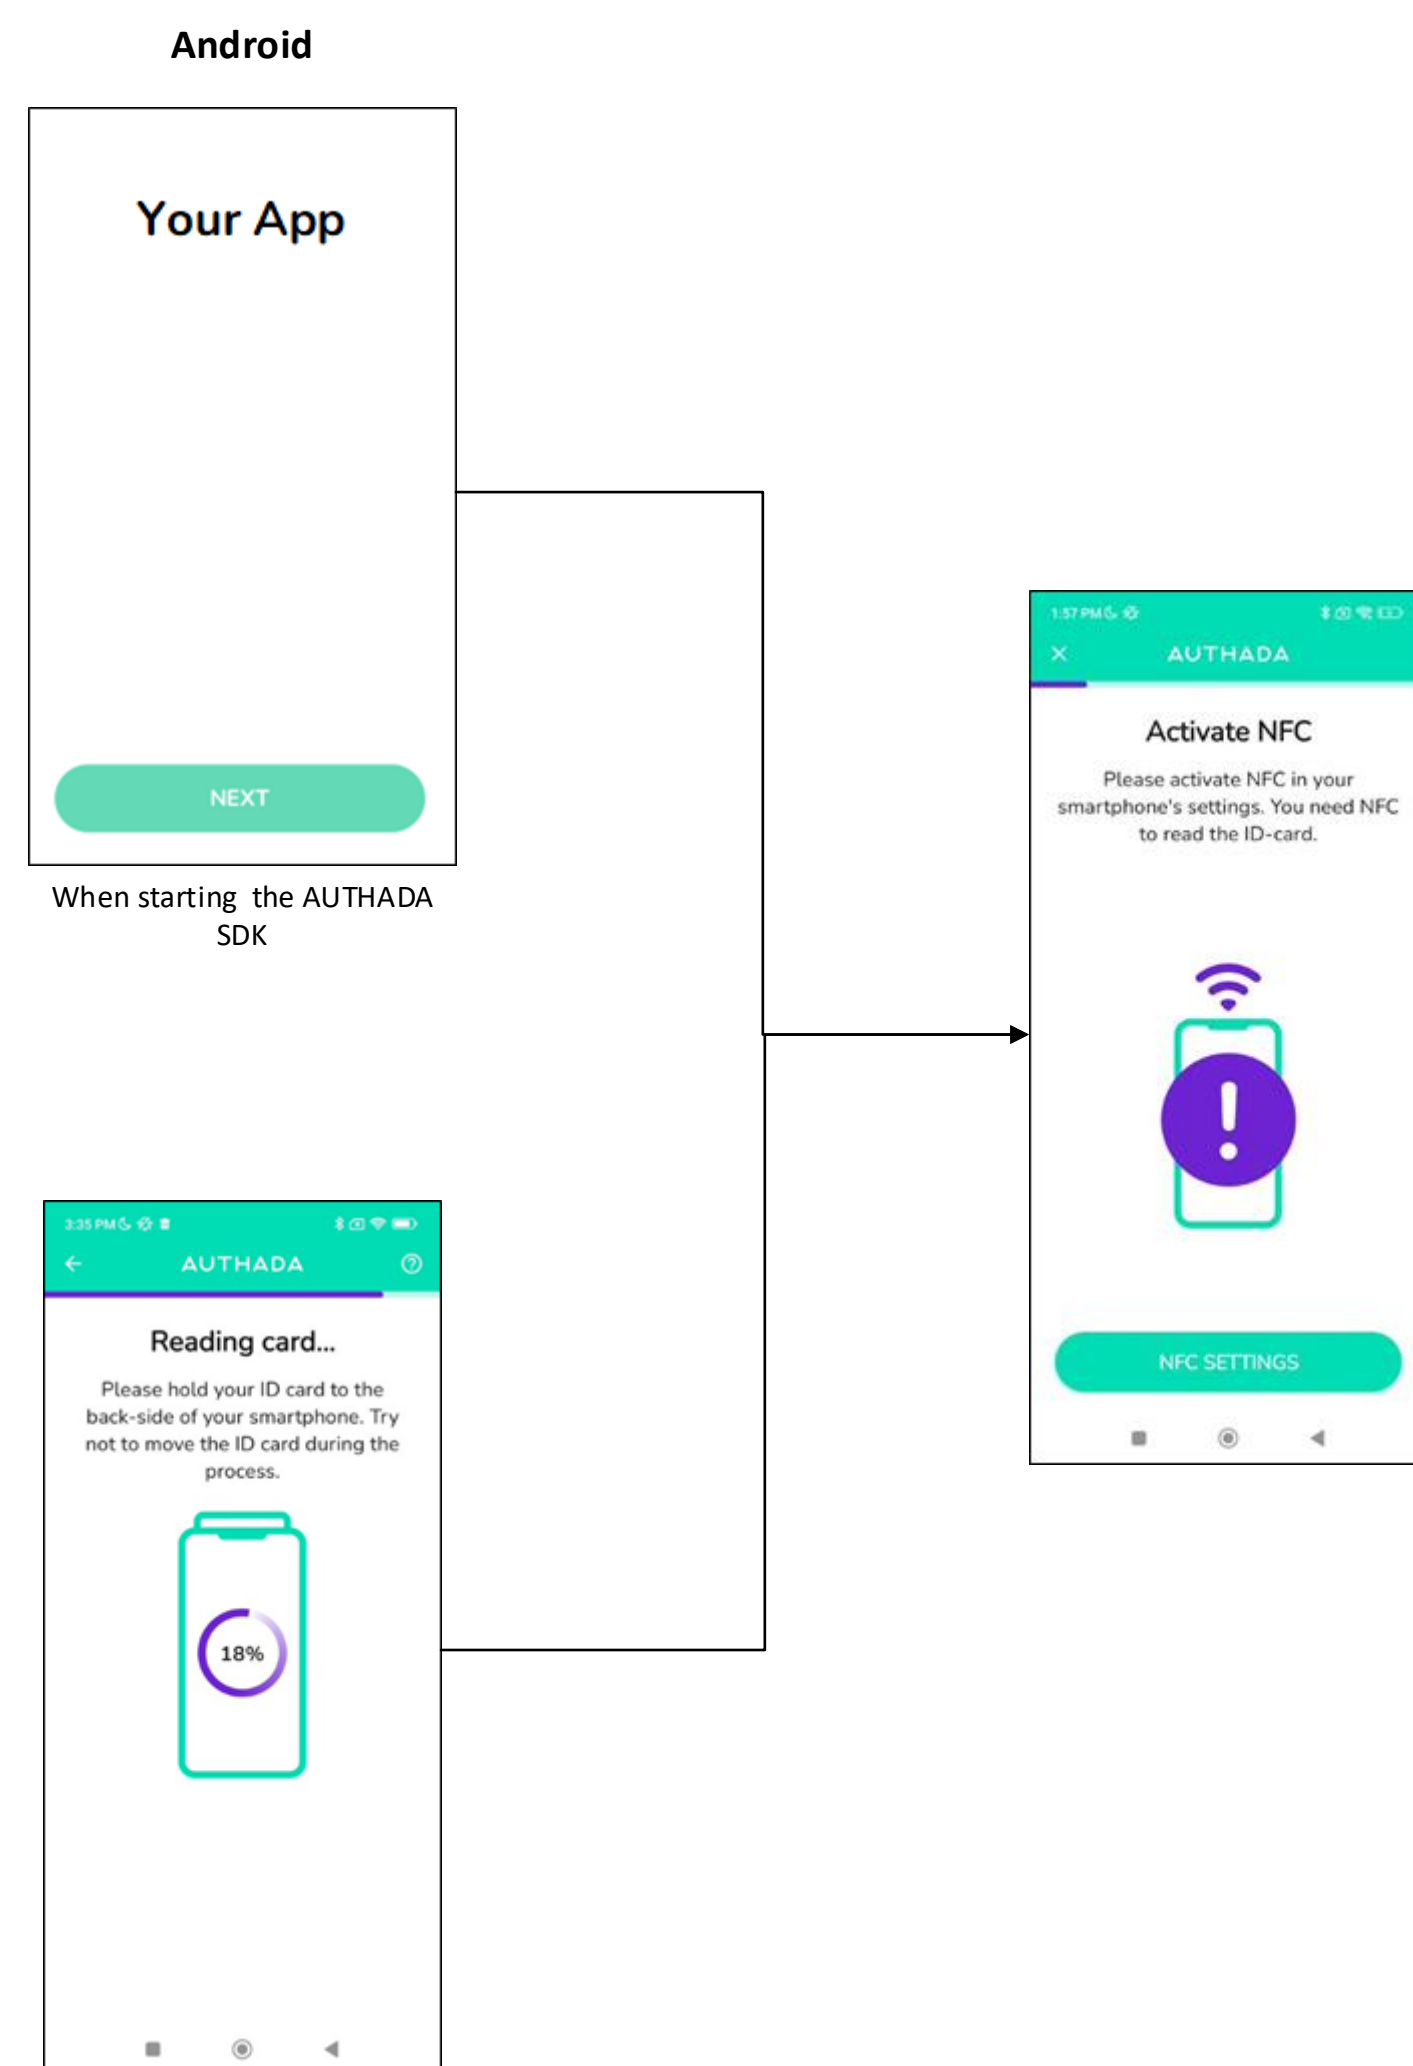 Android
Your App
NEXT
When starting the AUTHADA
SDK
1:57 PM
AUTHADA
Activate NFC
Please activate NFC in your
smartphone's settings. You need NFC
to read the ID-card.
NFC SETTINGS
3:35 PM
AUTHADA
Reading card...
Please hold your ID card to the
back-side of your smartphone. Try
not to move the ID card during the
process.
18%